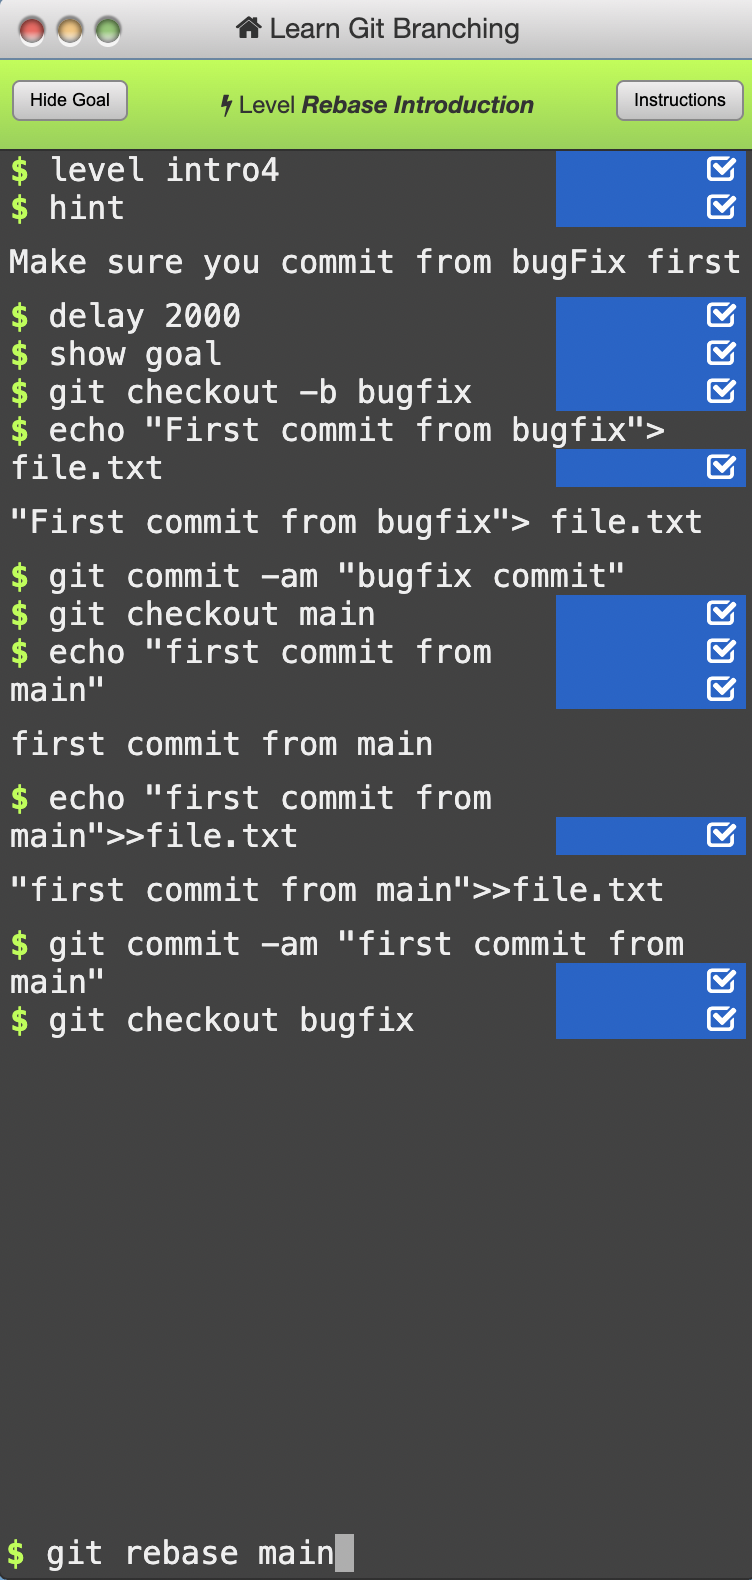 Learn Git Branching
Hide Goal
Level Rebase Introduction
Instructions
$ level intro4
$ hint
Make sure you commit from bugFix first
$ delay 2000
$ show goal
$ git checkout -b bugfix
$ echo "First commit from bugfix">
file.txt
"First commit from bugfix"> file.txt
$ git commit -am "bugfix commit"
$ git checkout main
$ echo "first commit from
main"
first commit from main
$ echo "first commit from
main">>file.txt
"first commit from main">>file.txt
$ git commit -am "first commit from
main"
$ git checkout bugfix
$ git rebase main